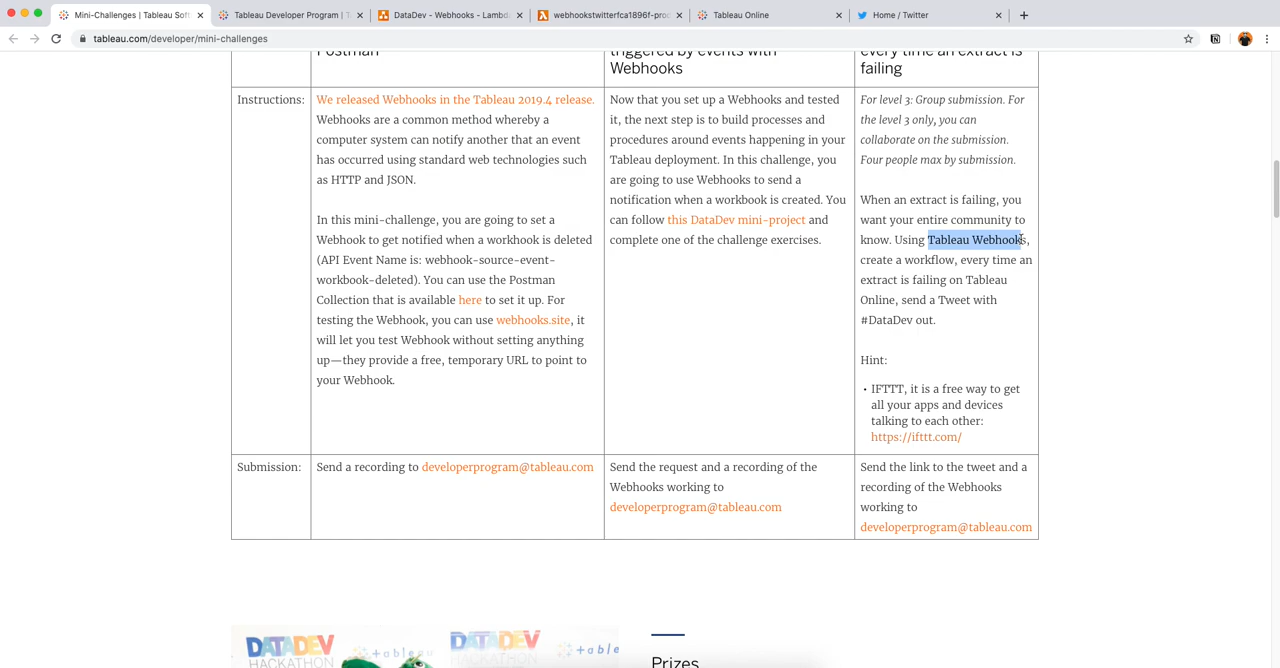 Mini-Challenges | Tableau Soft
Tableau Developer Program | T
DataDev - Webhooks - Lambda
webhookstwitterfca1896f-prod
Tableau Online
Home / Twitter
tableau.com/developer/mini-challenges
Postman
triggered by events with
Webhooks
every time an extract is
failing
Instructions:
We released Webhooks in the Tableau 2019.4 release.
Webhooks are a common method whereby a
computer system can notify another that an event
has occurred using standard web technologies such
as HTTP and JSON.
In this mini-challenge, you are going to set a
Webhook to get notified when a workhook is deleted
(API Event Name is: webhook-source-event-
workbook-deleted). You can use the Postman
Collection that is available here to set it up. For
testing the Webhook, you can use webhooks.site, it
will let you test Webhook without setting anything
up—they provide a free, temporary URL to point to
your Webhook.
Now that you set up a Webhooks and tested
it, the next step is to build processes and
procedures around events happening in your
Tableau deployment. In this challenge, you
are going to use Webhooks to send a
notification when a workbook is created. You
can follow this DataDev mini-project and
complete one of the challenge exercises.
For level 3: Group submission. For
the level 3 only, you can
collaborate on the submission.
Four people max by submission.
When an extract is failing, you
want your entire community to
know. Using Tableau Webhooks,
create a workflow, every time an
extract is failing on Tableau
Online, send a Tweet with
#DataDev out.
Hint:
• IFTTT, it is a free way to get
all your apps and devices
talking to each other:
https://ifttt.com/
Submission:
Send a recording to developerprogram@tableau.com
Send the request and a recording of the
Webhooks working to
developerprogram@tableau.com
Send the link to the tweet and a
recording of the Webhooks
working to
developerprogram@tableau.com
DATADEV
HACKATHON
+ableau
DATADEV
HACKATHON
+able
Prizes